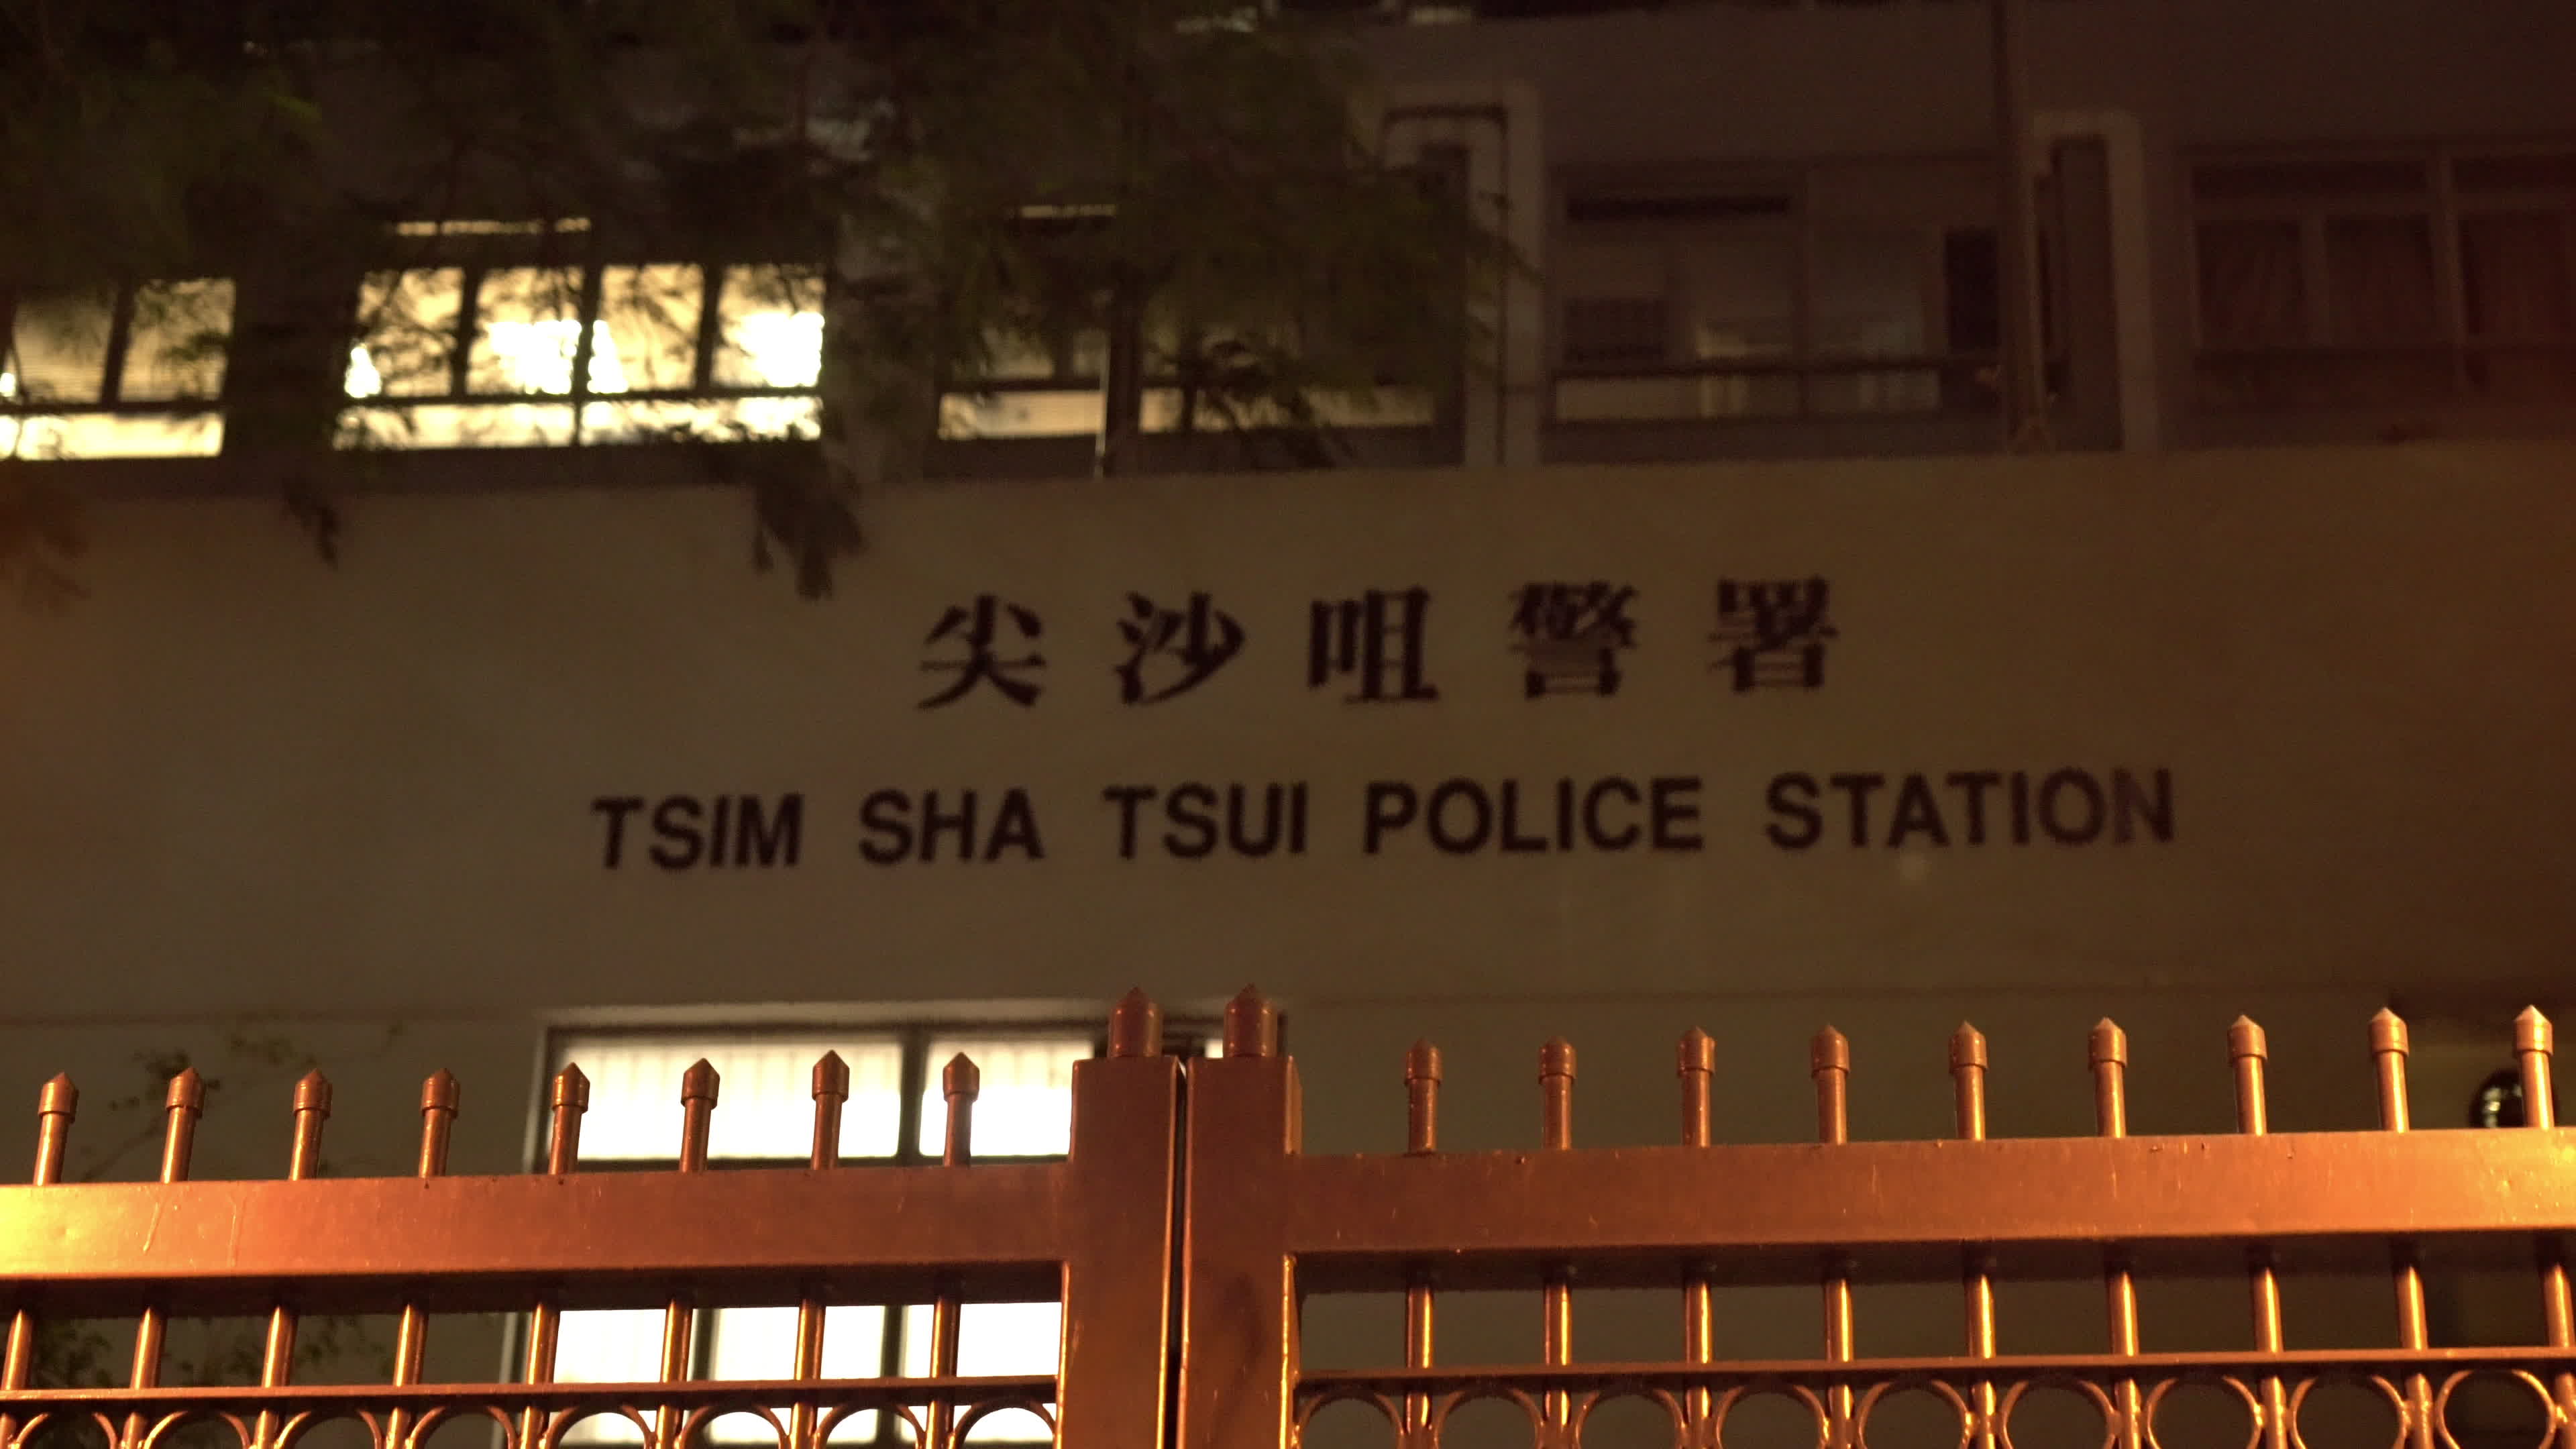 尖沙咀警署
TSIM SHA TSUI POLICE STATION